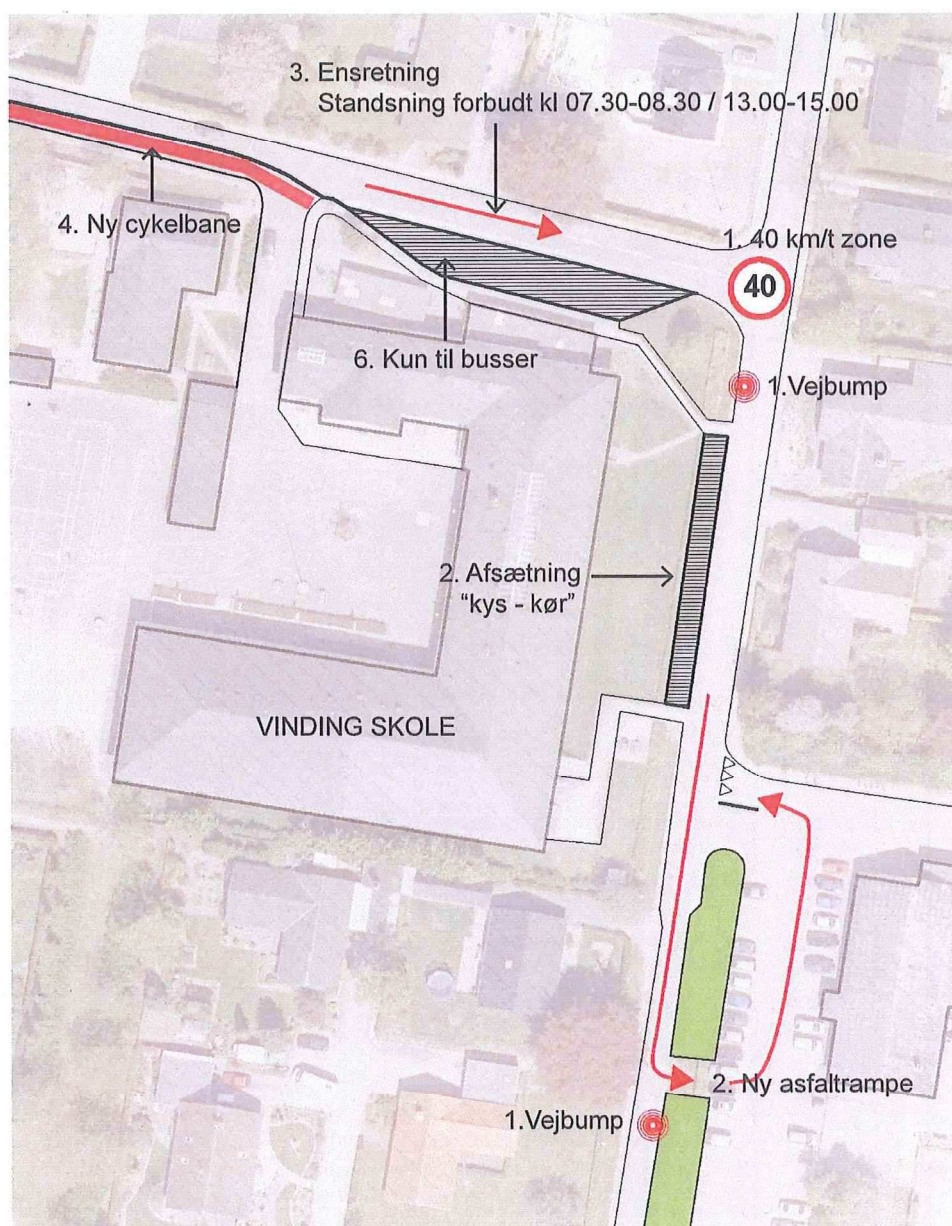 3. Ensretning
Standsning forbudt kl 07.30-08.30 / 13.00-15.00
4. Ny cykelbane
1. 40 km/t zone
40
6. Kun til busser
1.Vejbump
2. Afsætning
“kys - kør”
VINDING SKOLE
2. Ny asfaltrampe
1.Vejbump